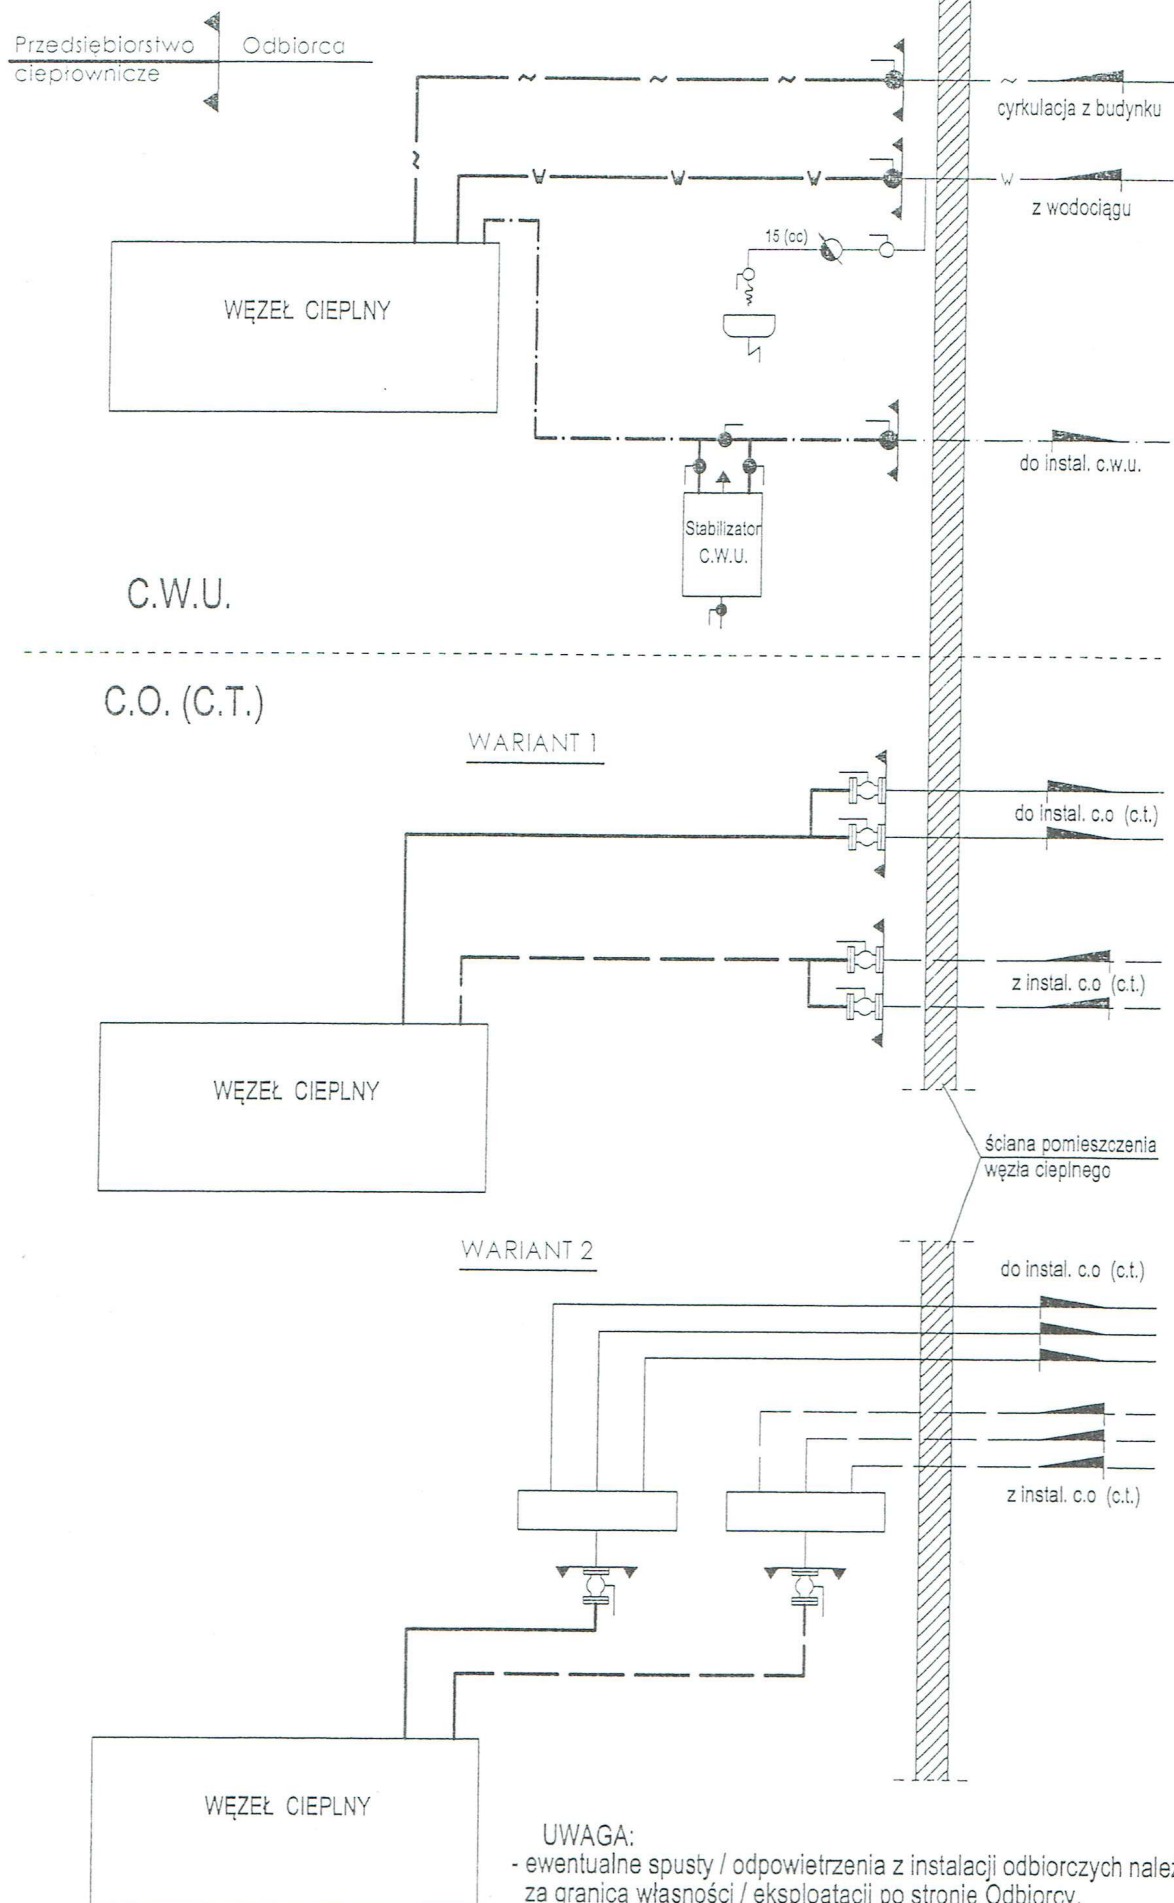 Przedsiębiorstwo
ciepłownicze
Odbiorca
cyrkulacja z budynku
W W W W
z wodociągu
15 (cc)
WĘZEŁ CIEPLNY
do instal. c.w.u.
Stabilizator
C.W.U.
C.W.U.
C.O. (C.T.)
WARIANT 1
do instal. c.o (c.t.)
z instal. c.o (c.t.)
WĘZEŁ CIEPLNY
ściana pomieszczenia
węzła cieplnego
WARIANT 2
do instal. c.o (c.t.)
z instal. c.o (c.t.)
WĘZEŁ CIEPLNY
UWAGA:
- ewentualne spusty / odpowietrzenia z instalacji odbiorczych
za granicą własności / eksploatacji po stronie Odbiorcy.